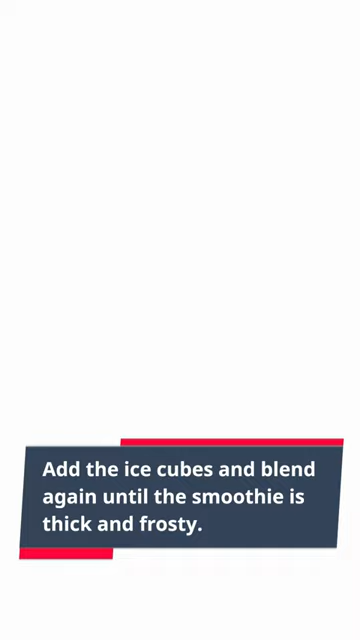 Add the ice cubes and blend
again until the smoothie is
thick and frosty.